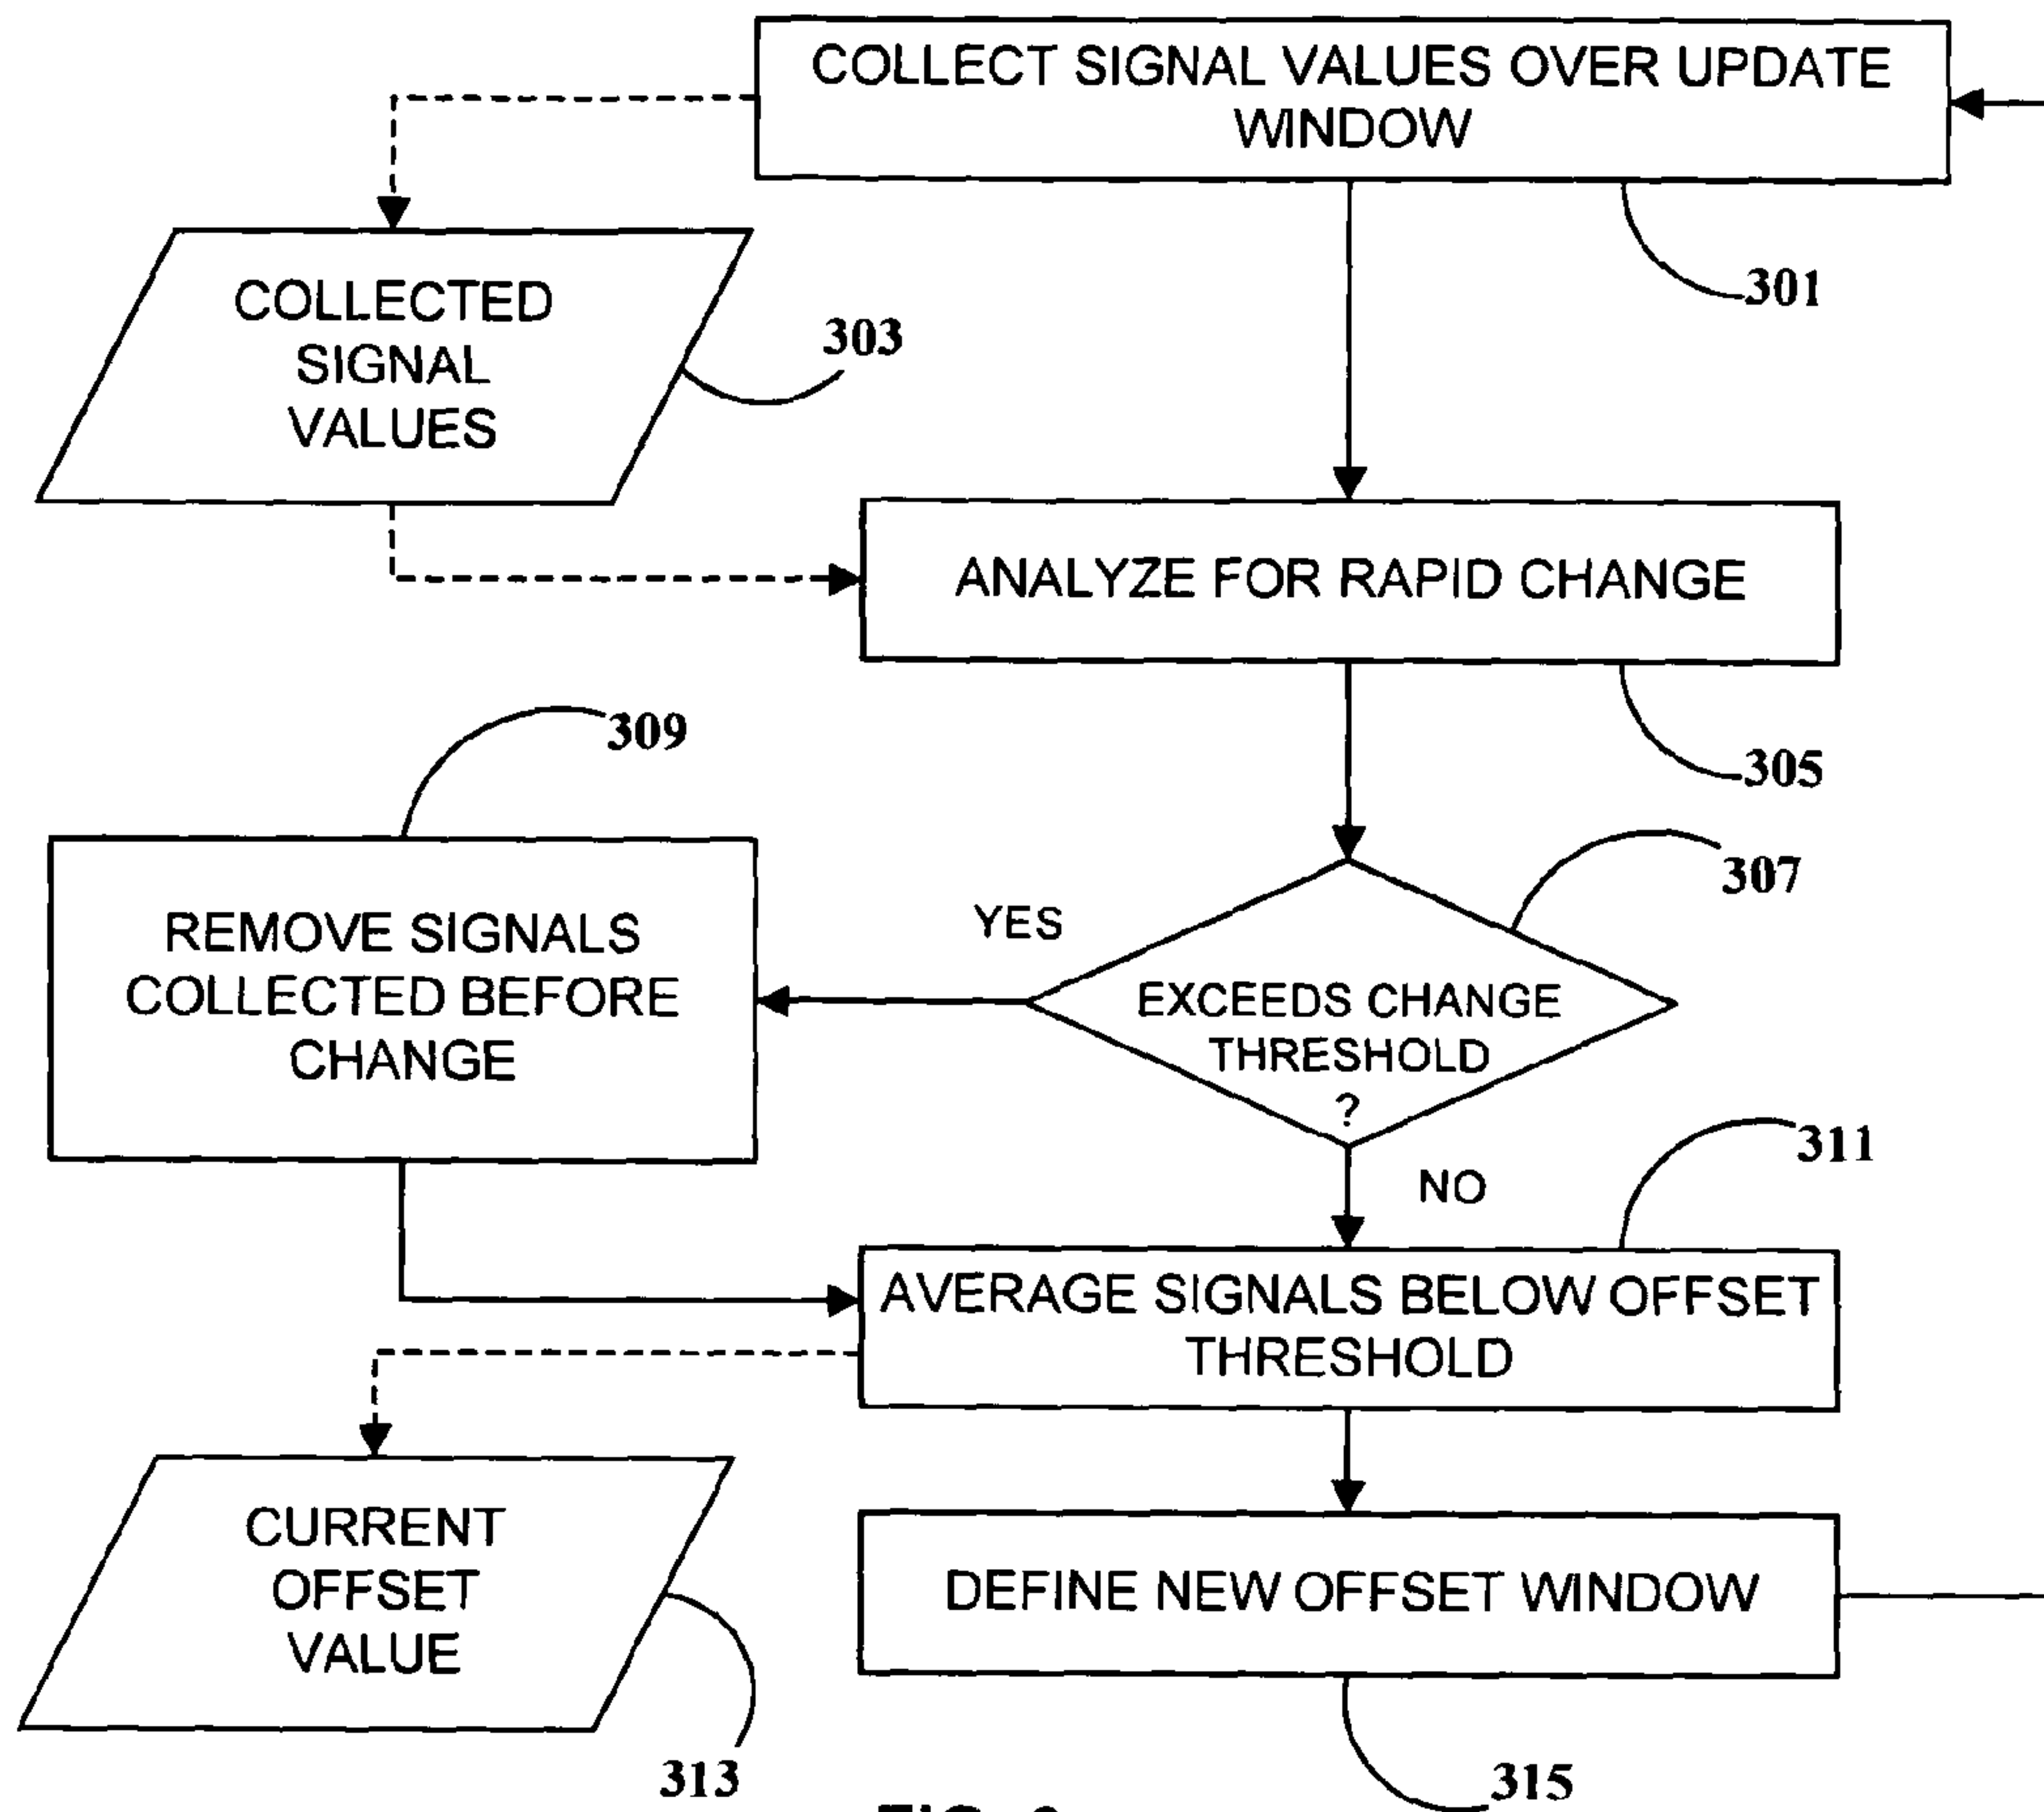 COLLECT SIGNAL VALUES OVER UPDATE
WINDOW
301
COLLECTED
SIGNAL
VALUES
303
ANALYZE FOR RAPID CHANGE
305
309
307
REMOVE SIGNALS
COLLECTED BEFORE
CHANGE
YES
EXCEEDS CHANGE
THRESHOLD
?
NO
311
AVERAGE SIGNALS BELOW OFFSET
THRESHOLD
CURRENT
OFFSET
VALUE
313
DEFINE NEW OFFSET WINDOW
315